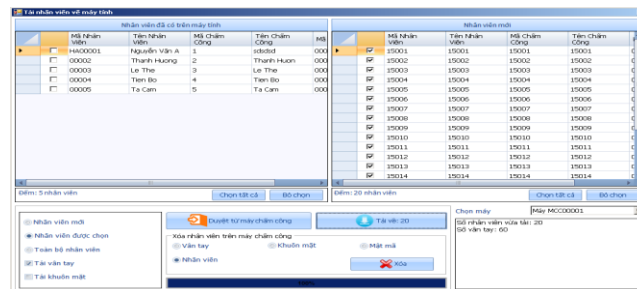 Tải nhân viên về máy tính
Nhân viên đã có trên máy tính
Mã Nhân Viên Tên Nhân Viên Mã Chấm Công Tên Chấm Công Mã
HA00001 Nguyễn Văn A 1 sdsdsd 000
00002 Thanh Huong 2 Thanh Huon 000
00003 Le The 3 Le The 000
00004 Tien Bo 4 Tien Bo 000
00005 Ta Cam 5 Ta Cam 000
Đếm: 5 nhân viên Chọn tất cả Bỏ chọn
Nhân viên mới
Mã Nhân Viên Tên Nhân Viên Mã Chấm Công Tên Chấm Công
15001 15001 15001 15001
15002 15002 15002 15002
15003 15003 15003 15003
15004 15004 15004 15004
15005 15005 15005 15005
15006 15006 15006 15006
15007 15007 15007 15007
15009 15009 15009 15009
15010 15010 15010 15010
15011 15011 15011 15011
15012 15012 15012 15012
15013 15013 15013 15013
15014 15014 15014 15014
Đếm: 20 nhân viên Chọn tất cả Bỏ chọn
Nhân viên mới
Nhân viên được chọn
Toàn bộ nhân viên
Tải vân tay
Tải khuôn mặt
Duyệt từ máy chấm công
Tải về: 20
Xóa nhân viên trên máy chấm công
Vân tay Khuôn mặt Mật mã
Nhân viên Xóa
100%
Chọn máy Máy MCC00001
Số nhân viên vừa tải: 20
Số vân tay: 60